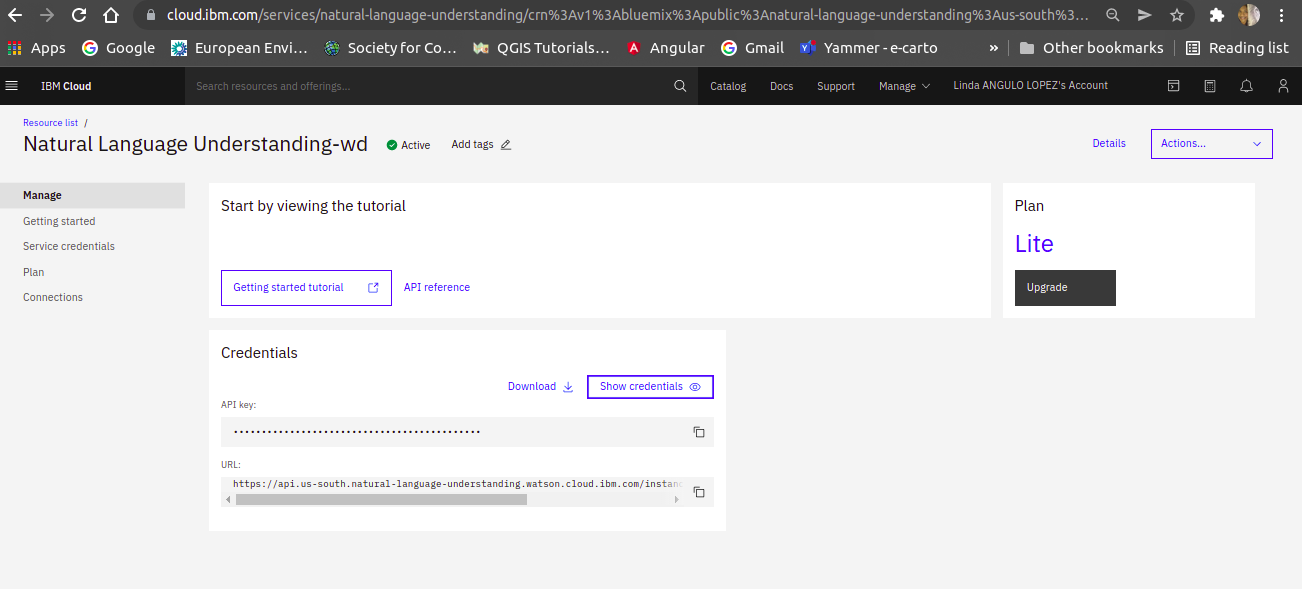 cloud.ibm.com/services/natural-language-understanding/crn%3Av1%3Abluemix%3Apublic%3Anatural-language-understanding%3Aus-south%3...
Apps Google European Envi... Society for Co... QGIS Tutorials... Angular Gmail Yammer - e-carto » Other bookmarks Reading list
IBM Cloud Search resources and offerings... Catalog Docs Support Manage Linda ANGULO LOPEZ's Account
Resource list /
Natural Language Understanding-wd Active Add tags Details Actions...
Manage
Getting started
Service credentials
Plan
Connections
Start by viewing the tutorial
Getting started tutorial API reference
Plan
Lite
Upgrade
Credentials
Download Show credentials
API key:
URL:
https://api.us-south.natural-language-understanding.watson.cloud.ibm.com/instanc